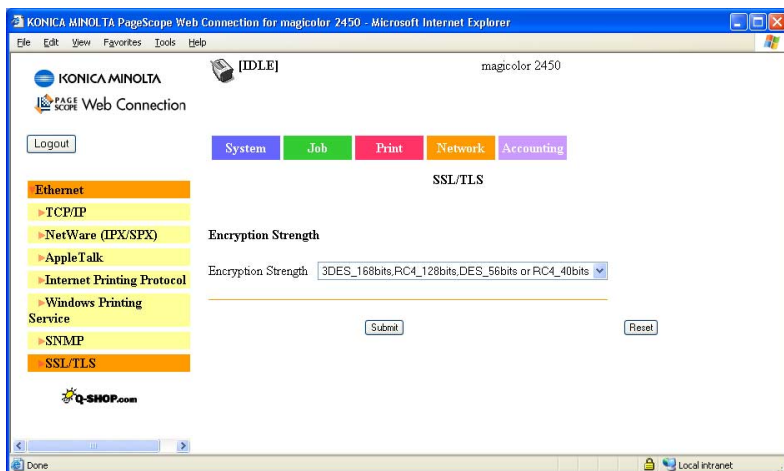 KONICA MINOLTA PageScope Web Connection for magicolor 2450 - Microsoft Internet Explorer
File Edit View Favorites Tools Help
KONICA MINOLTA
PAGE SCOPE Web Connection
[IDLE]
magicolor 2450
Logout
System Job Print Network Accounting
SSL/TLS
Ethernet
TCP/IP
NetWare (IPX/SPX)
AppleTalk
Internet Printing Protocol
Windows Printing
Service
SNMP
SSL/TLS
Q-SHOP.com
Encryption Strength
Encryption Strength 3DES_168bits,RC4_128bits,DES_56bits or RC4_40bits
Submit Reset
Done Local intranet